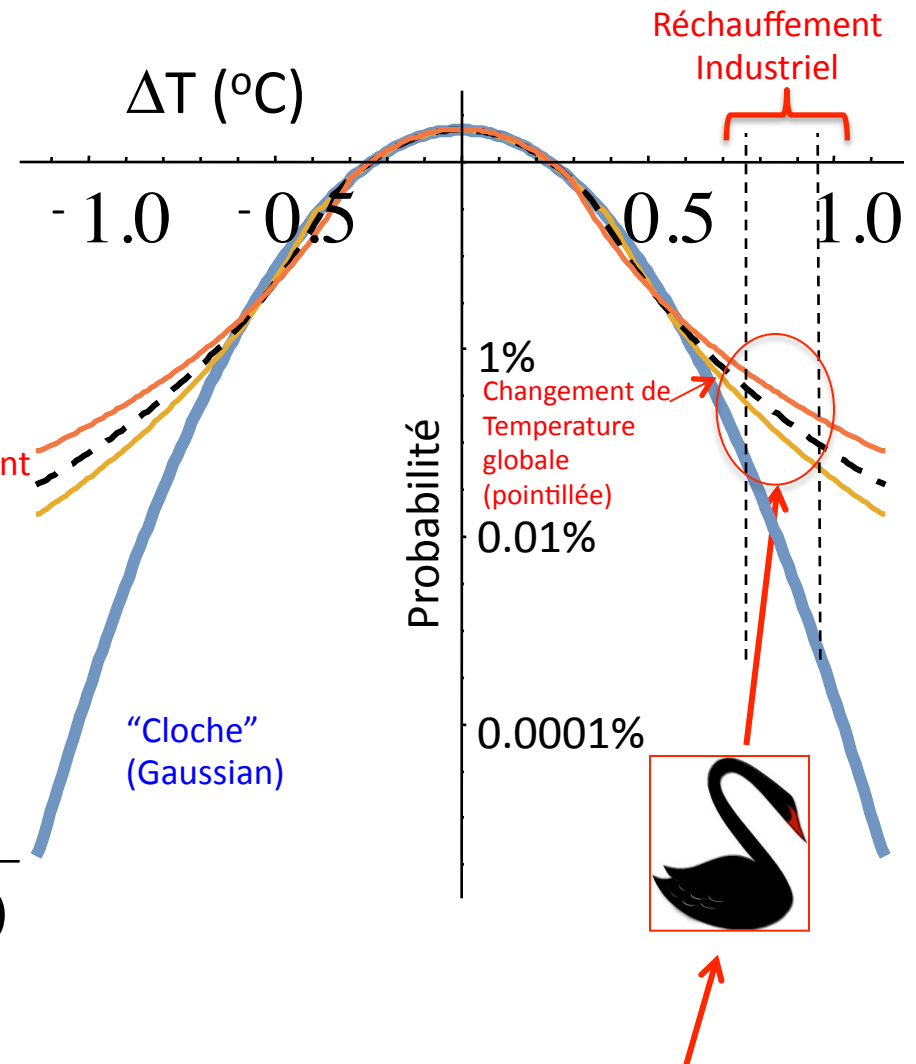 Réchauffement
Industriel
ΔT (°C)
-1.0 -0.5 0.5 1.0
1%
Changement de
Temperature
globale
(pointillée)
nt
Probabilité
0.01%
0.0001%
“Cloche”
(Gaussian)
)